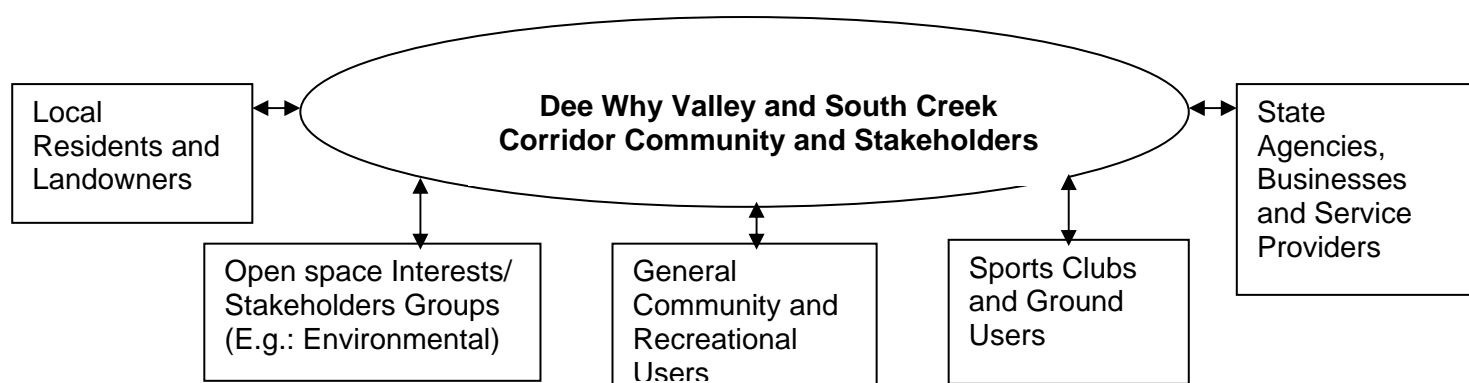 Dee Why Valley and South Creek
Corridor Community and Stakeholders
Local
Residents and
Landowners
Open space Interests/
Stakeholders Groups
(E.g.: Environmental)
General
Community and
Recreational
Users
Sports Clubs
and Ground
Users
State
Agencies,
Businesses
and Service
Providers